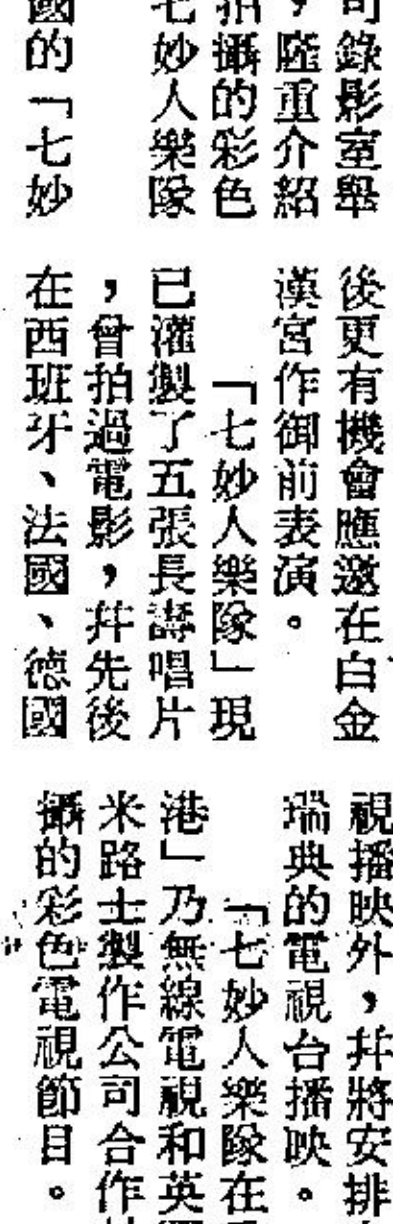 司錄影室舉
，隆重介紹
拍攝的彩色
七妙人樂隊
國的「七妙
後更有機會應邀在白金
漢宮作御前表演。
「七妙人樂隊」現
已灌製了五張長壽唱片
，曾拍過電影，幷先後
在西班牙、法國、德國
視播映外，幷將安排
瑞典的電視台播映。
「七妙人樂隊在
港」乃無線電視和英
米路士製作公司合作
攝的彩色電視節目。